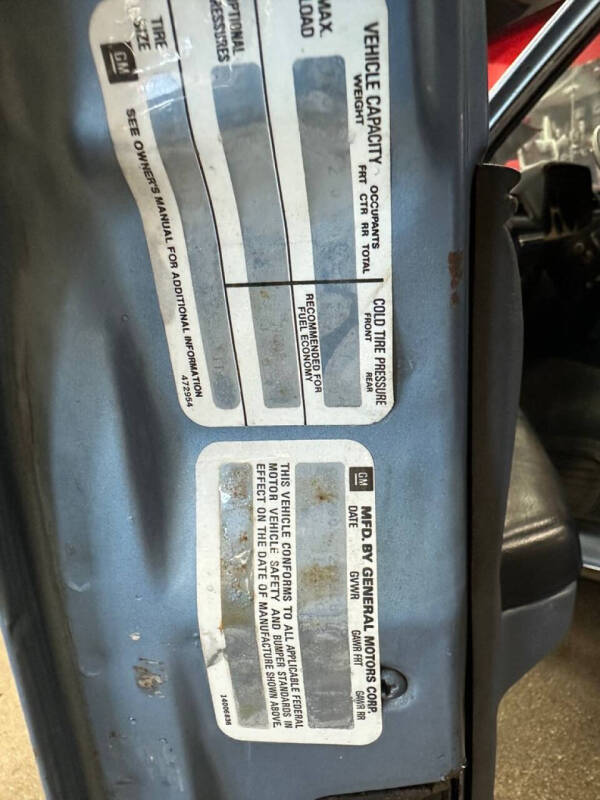 VEHICLE CAPACITY COLD TIRE PRESSURE
WEIGHT OCCUPANTS FRONT REAR
FRT CTR RR TOTAL
MAX.
LOAD
RECOMMENDED FOR
FUEL ECONOMY
TIRE
SIZE
GM SEE OWNER'S MANUAL FOR ADDITIONAL INFORMATION
472954
GM MFD. BY GENERAL MOTORS CORP.
DATE GVWR GAWR FRT GAWR RR
THIS VEHICLE CONFORMS TO ALL APPLICABLE FEDERAL
MOTOR VEHICLE SAFETY AND BUMPER STANDARDS IN
EFFECT ON THE DATE OF MANUFACTURE SHOWN ABOVE.
14006836